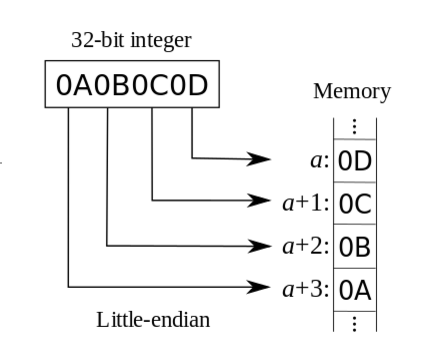 32-bit integer
0A0B0C0D
Memory
⋮
a: 0D
a+1: 0C
a+2: 0B
a+3: 0A
⋮
Little-endian